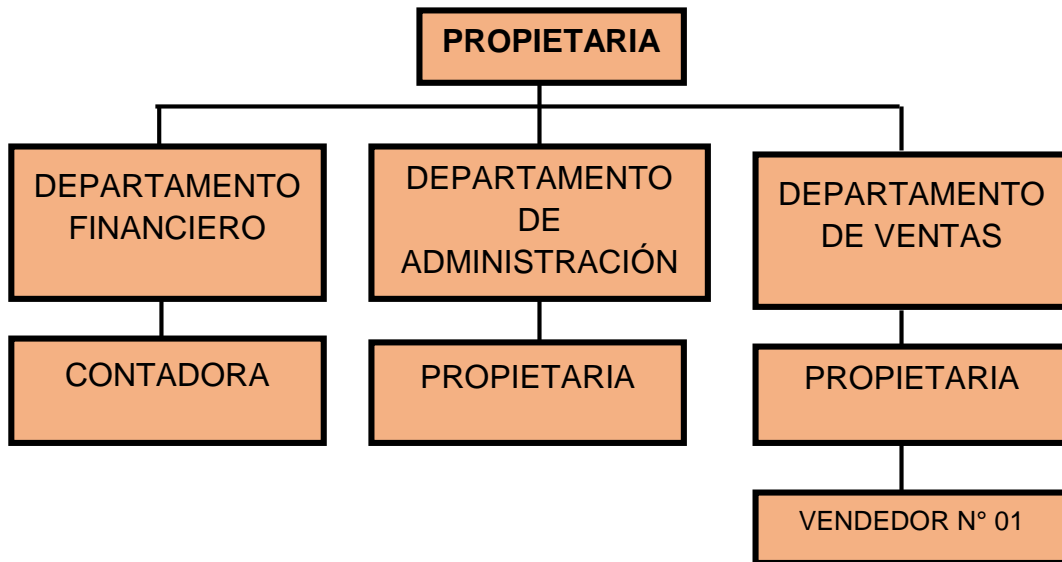 PROPIETARIA
DEPARTAMENTO
FINANCIERO
DEPARTAMENTO
DE
ADMINISTRACIÓN
DEPARTAMENTO
DE VENTAS
CONTADORA
PROPIETARIA
PROPIETARIA
VENDEDOR N° 01